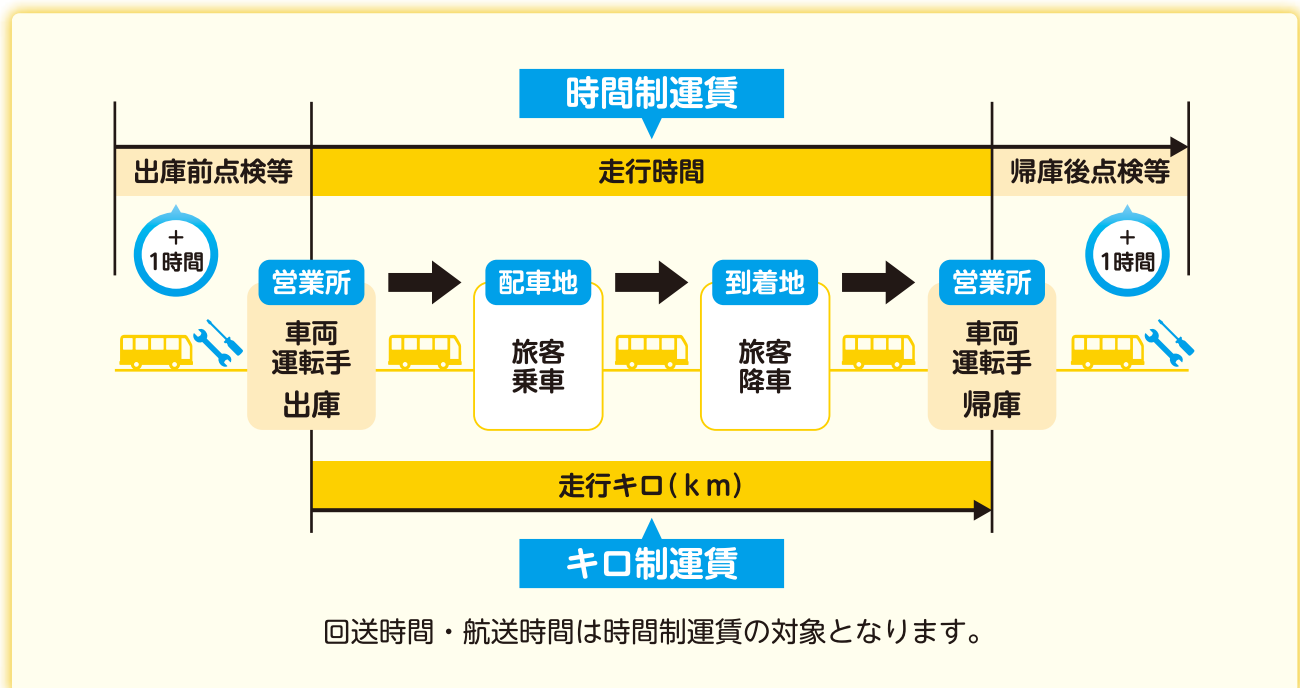 時間制運賃
出庫前点検等
走行時間
帰庫後点検等
＋
1時間
＋
1時間
営業所
配車地
到着地
営業所
車両
運転手
出庫
旅客
乗車
旅客
降車
車両
運転手
帰庫
走行キロ(ｋｍ)
キロ制運賃
回送時間・航送時間は時間制運賃の対象となります。